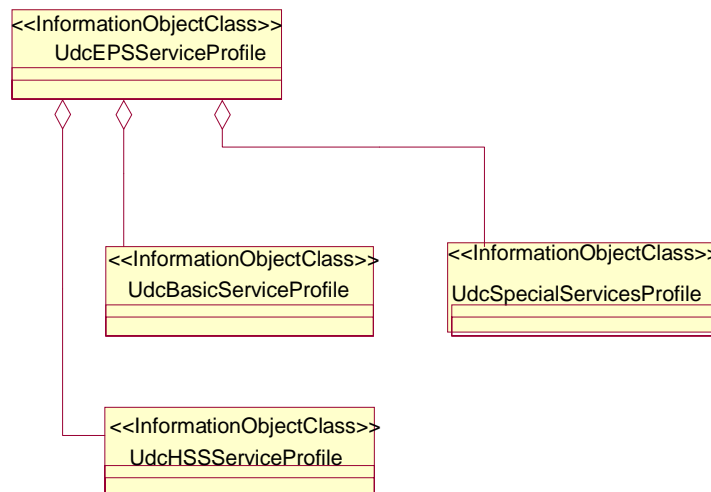 <<InformationObjectClass>>
UdcEPSServiceProfile
<<InformationObjectClass>>
UdcBasicServiceProfile
<<InformationObjectClass>>
UdcSpecialServicesProfile
<<InformationObjectClass>>
UdcHSSServiceProfile